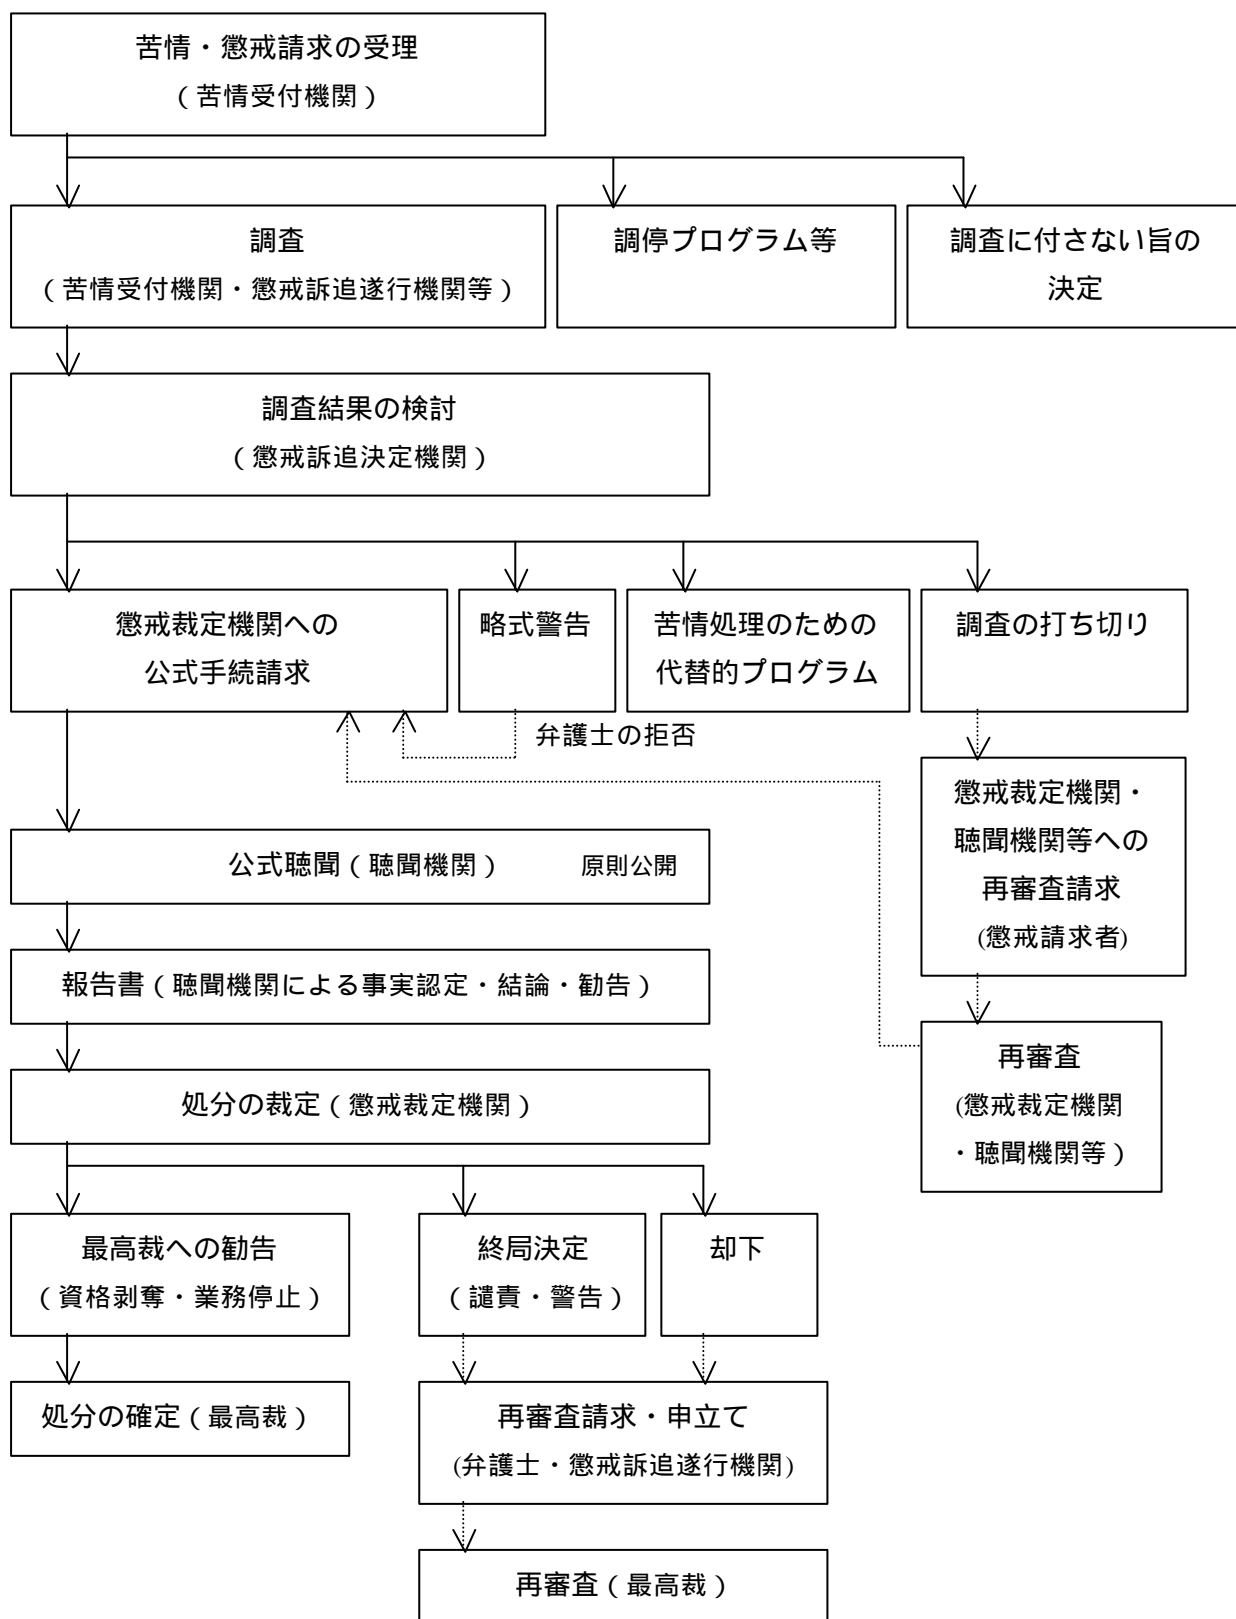 苦情・懲戒請求の受理
（苦情受付機関）
調査
（苦情受付機関・懲戒訴追遂行機関等）
調停プログラム等
調査に付さない旨の
決定
調査結果の検討
（懲戒訴追決定機関）
懲戒裁定機関への
公式手続請求
略式警告
苦情処理のための
代替的プログラム
調査の打ち切り
弁護士の拒否
懲戒裁定機関・
聴聞機関等への
再審査請求
(懲戒請求者)
公式聴聞（聴聞機関） 原則公開
報告書（聴聞機関による事実認定・結論・勧告）
再審査
(懲戒裁定機関
・聴聞機関等）
処分の裁定（懲戒裁定機関）
最高裁への勧告
（資格剥奪・業務停止）
終局決定
（譴責・警告）
却下
処分の確定（最高裁）
再審査請求・申立て
(弁護士・懲戒訴追遂行機関)
再審査（最高裁）